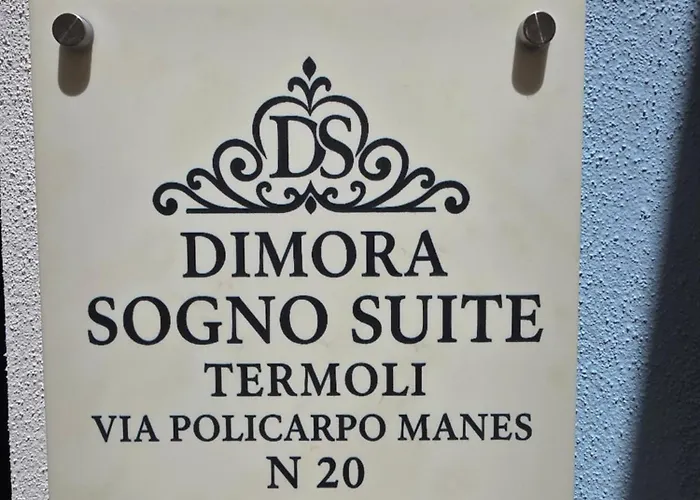 DS
DIMORA
SOGNO SUITE
TERMOLI
VIA POLICARPO MANES
N 20